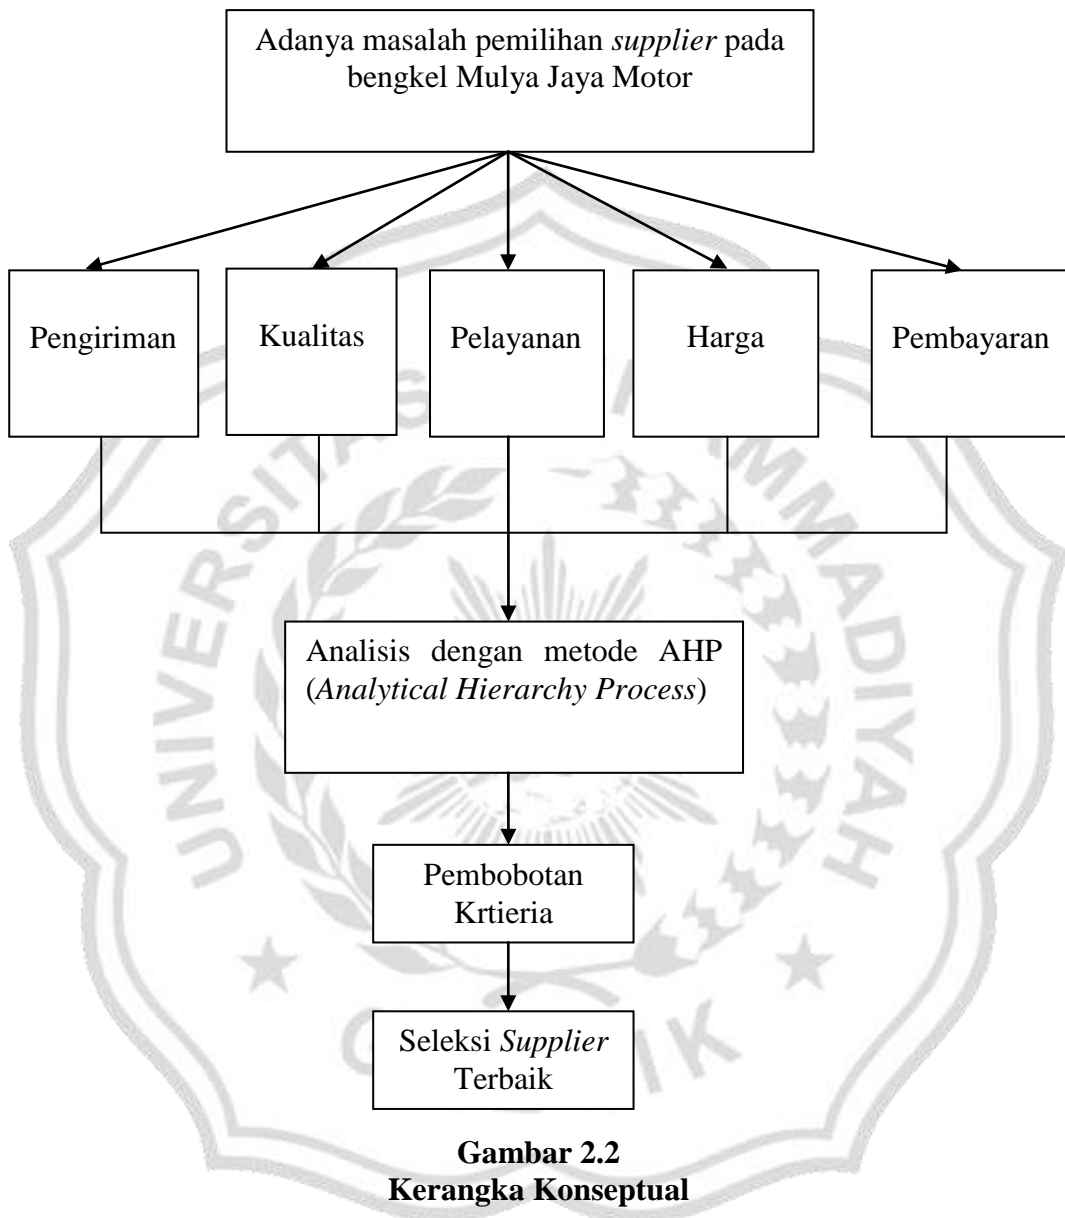 Adanya masalah pemilihan supplier pada
bengkel Mulya Jaya Motor
Pengiriman
Kualitas
Pelayanan
Harga
Pembayaran
Analisis dengan metode AHP
(Analytical Hierarchy Process)
Pembobotan
Krtieria
Seleksi Supplier
Terbaik
Gambar 2.2
Kerangka Konseptual
UNIVERSITAS